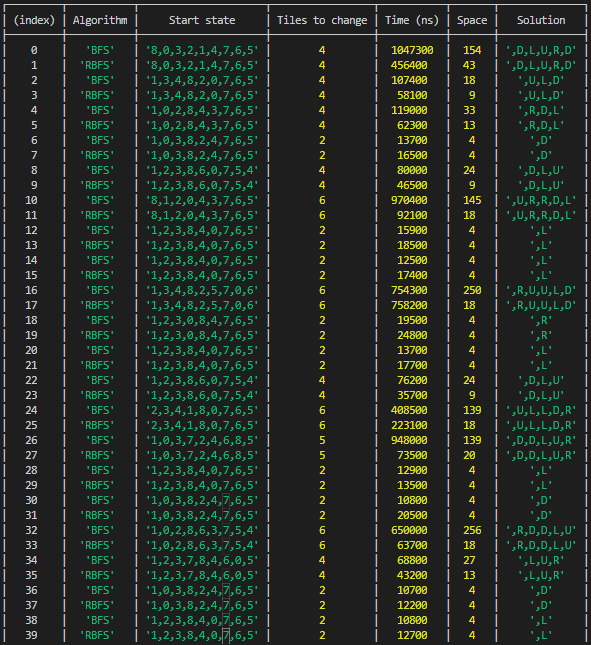 (index) Algorithm Start state Tiles to change Time (ns) Space Solution
0 'BFS' '8,0,3,2,1,4,7,6,5' 4 1047300 154 ',D,L,U,R,D'
1 'RBFS' '8,0,3,2,1,4,7,6,5' 4 456400 43 ',D,L,U,R,D'
2 'BFS' '1,3,4,8,2,0,7,6,5' 4 107400 18 ',U,L,D'
3 'RBFS' '1,3,4,8,2,0,7,6,5' 4 58100 9 ',U,L,D'
4 'BFS' '1,0,2,8,4,3,7,6,5' 4 119000 33 ',R,D,L'
5 'RBFS' '1,0,2,8,4,3,7,6,5' 4 62300 13 ',R,D,L'
6 'BFS' '1,0,3,8,2,4,7,6,5' 2 13700 4 ',D'
7 'RBFS' '1,0,3,8,2,4,7,6,5' 2 16500 4 ',D'
8 'BFS' '1,2,3,8,6,0,7,5,4' 4 80000 24 ',D,L,U'
9 'RBFS' '1,2,3,8,6,0,7,5,4' 4 46500 9 ',D,L,U'
10 'BFS' '8,1,2,0,4,3,7,6,5' 6 970400 145 ',U,R,R,D,L'
11 'RBFS' '8,1,2,0,4,3,7,6,5' 6 92100 18 ',U,R,R,D,L'
12 'BFS' '1,2,3,8,4,0,7,6,5' 2 15900 4 ',L'
13 'RBFS' '1,2,3,8,4,0,7,6,5' 2 18500 4 ',L'
14 'BFS' '1,2,3,8,4,0,7,6,5' 2 12500 4 ',L'
15 'RBFS' '1,2,3,8,4,0,7,6,5' 2 17400 4 ',L'
16 'BFS' '1,3,4,8,2,5,7,0,6' 6 754300 250 ',R,U,U,L,D'
17 'RBFS' '1,3,4,8,2,5,7,0,6' 6 758200 18 ',R,U,U,L,D'
18 'BFS' '1,2,3,0,8,4,7,6,5' 2 19500 4 ',R'
19 'RBFS' '1,2,3,0,8,4,7,6,5' 2 24800 4 ',R'
20 'BFS' '1,2,3,8,4,0,7,6,5' 2 13700 4 ',L'
21 'RBFS' '1,2,3,8,4,0,7,6,5' 2 17700 4 ',L'
22 'BFS' '1,2,3,8,6,0,7,5,4' 4 76200 24 ',D,L,U'
23 'RBFS' '1,2,3,8,6,0,7,5,4' 4 35700 9 ',D,L,U'
24 'BFS' '2,3,4,1,8,0,7,6,5' 6 408500 139 ',U,L,L,D,R'
25 'RBFS' '2,3,4,1,8,0,7,6,5' 6 223100 18 ',U,L,L,D,R'
26 'BFS' '1,0,3,7,2,4,6,8,5' 5 948000 139 ',D,D,L,U,R'
27 'RBFS' '1,0,3,7,2,4,6,8,5' 5 73500 20 ',D,D,L,U,R'
28 'BFS' '1,2,3,8,4,0,7,6,5' 2 12900 4 ',L'
29 'RBFS' '1,2,3,8,4,0,7,6,5' 2 13500 4 ',L'
30 'BFS' '1,0,3,8,2,4,7,6,5' 2 10800 4 ',D'
31 'RBFS' '1,0,3,8,2,4,7,6,5' 2 20500 4 ',D'
32 'BFS' '1,0,2,8,6,3,7,5,4' 6 650000 256 ',R,D,D,L,U'
33 'RBFS' '1,0,2,8,6,3,7,5,4' 6 63700 18 ',R,D,D,L,U'
34 'BFS' '1,2,3,7,8,4,6,0,5' 4 68800 27 ',L,U,R'
35 'RBFS' '1,2,3,7,8,4,6,0,5' 4 43200 13 ',L,U,R'
36 'BFS' '1,0,3,8,2,4,7,6,5' 2 10700 4 ',D'
37 'RBFS' '1,0,3,8,2,4,7,6,5' 2 12200 4 ',D'
38 'BFS' '1,2,3,8,4,0,7,6,5' 2 10800 4 ',L'
39 'RBFS' '1,2,3,8,4,0,7,6,5' 2 12700 4 ',L'